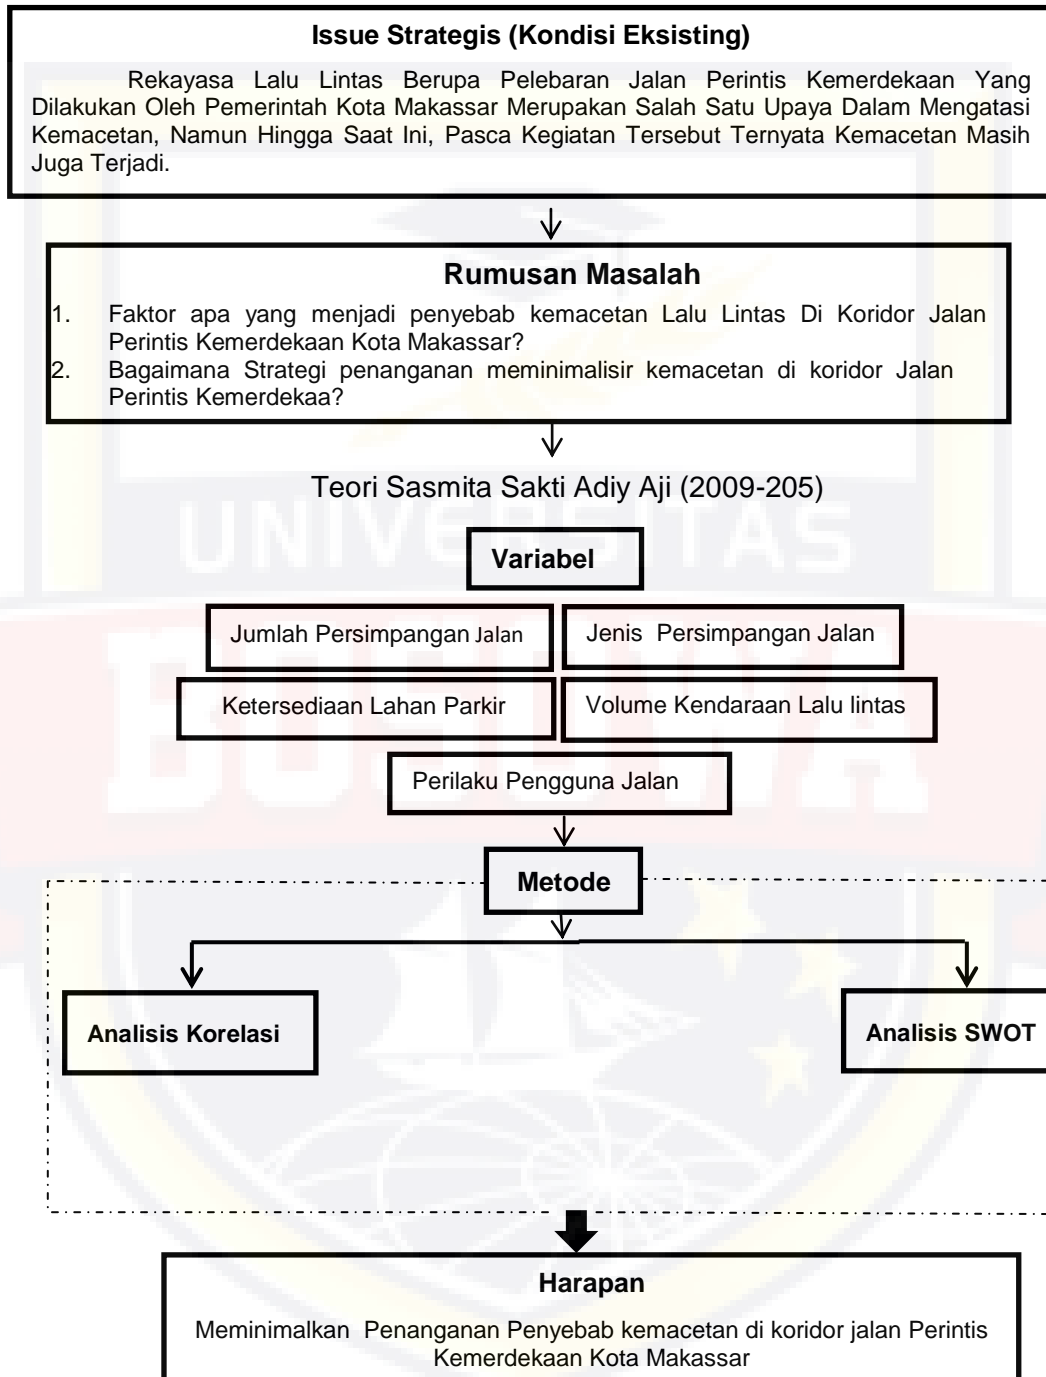 Issue Strategis (Kondisi Eksisting)
Rekayasa Lalu Lintas Berupa Pelebaran Jalan Perintis Kemerdekaan Yang
Dilakukan Oleh Pemerintah Kota Makassar Merupakan Salah Satu Upaya Dalam Mengatasi
Kemacetan, Namun Hingga Saat Ini, Pasca Kegiatan Tersebut Ternyata Kemacetan Masih
Juga Terjadi.
Rumusan Masalah
1. Faktor apa yang menjadi penyebab kemacetan Lalu Lintas Di Koridor Jalan
Perintis Kemerdekaan Kota Makassar?
2. Bagaimana Strategi penanganan meminimalisir kemacetan di koridor Jalan
Perintis Kemerdekaa?
Teori Sasmita Sakti Adiy Aji (2009-205)
UNIVERSITAS
Variabel
Jumlah Persimpangan Jalan
Jenis Persimpangan Jalan
Ketersediaan Lahan Parkir
Volume Kendaraan Lalu lintas
BOSOWA
Perilaku Pengguna Jalan
Metode
Analisis Korelasi
Analisis SWOT
Harapan
Meminimalkan Penanganan Penyebab kemacetan di koridor jalan Perintis
Kemerdekaan Kota Makassar